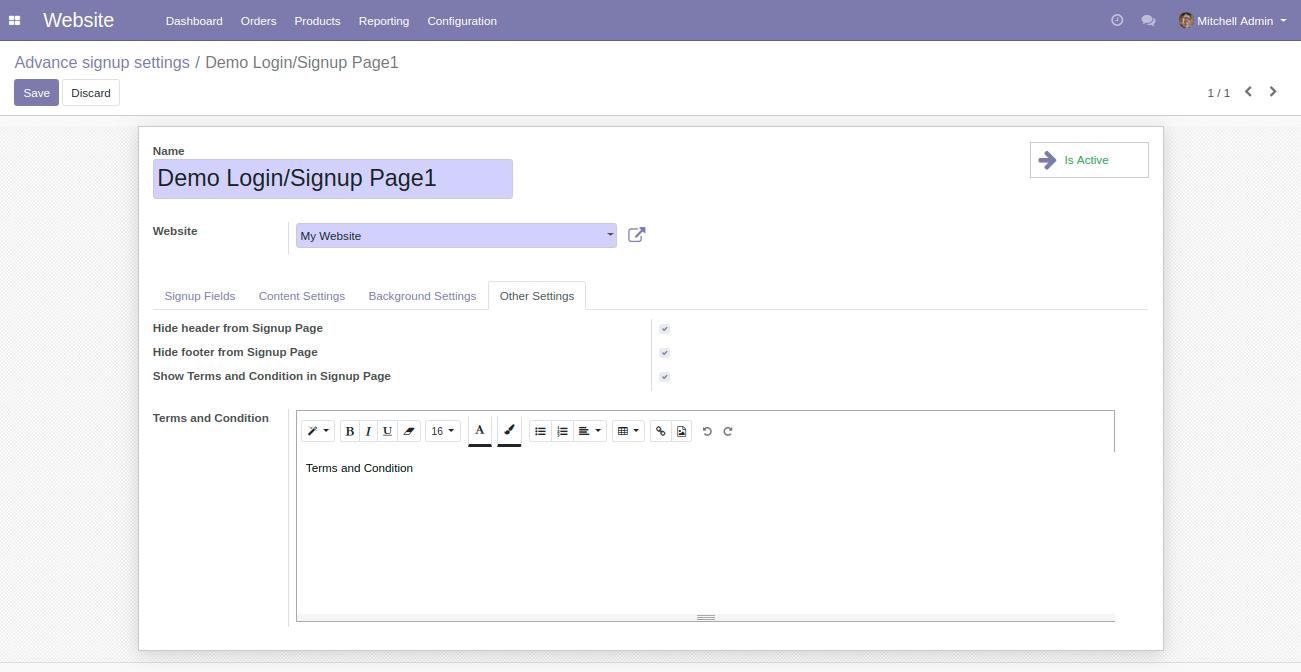 Website Dashboard Orders Products Reporting Configuration Mitchell Admin
Advance signup settings / Demo Login/Signup Page1
Save Discard 1 / 1
Name
Is Active
Demo Login/Signup Page1
Website My Website
Signup Fields Content Settings Background Settings Other Settings
Hide header from Signup Page
Hide footer from Signup Page
Show Terms and Condition in Signup Page
Terms and Condition
B I U 16 A
Terms and Condition